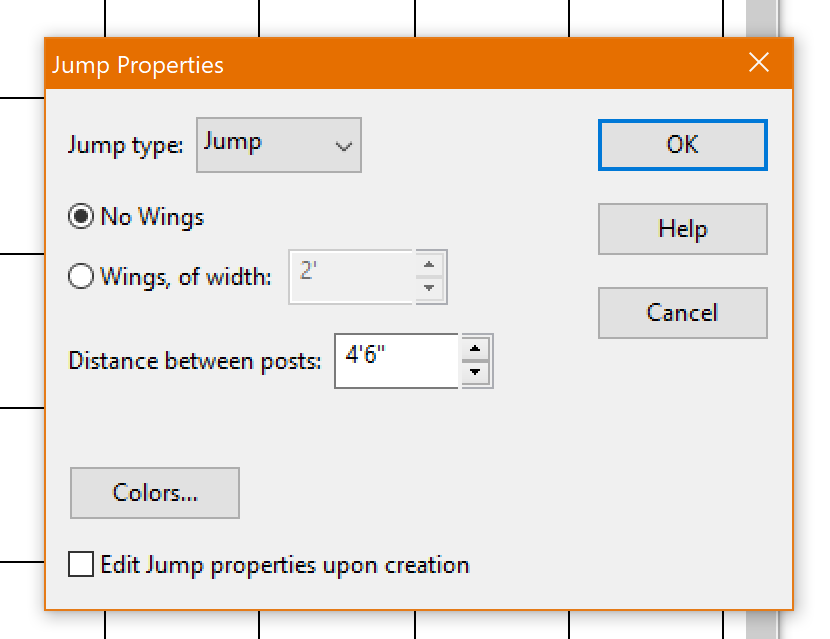 Jump Properties
Jump type: Jump
OK
No Wings
Help
Wings, of width: 2'
Cancel
Distance between posts: 4'6"
Colors...
Edit Jump properties upon creation